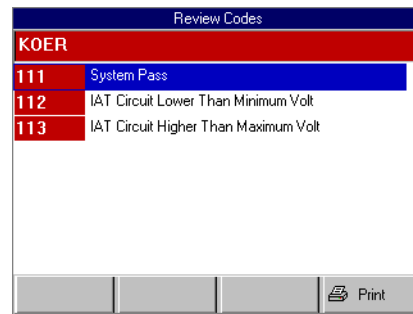 Review Codes
KOER
111 System Pass
112 IAT Circuit Lower Than Minimum Volt
113 IAT Circuit Higher Than Maximum Volt
Print